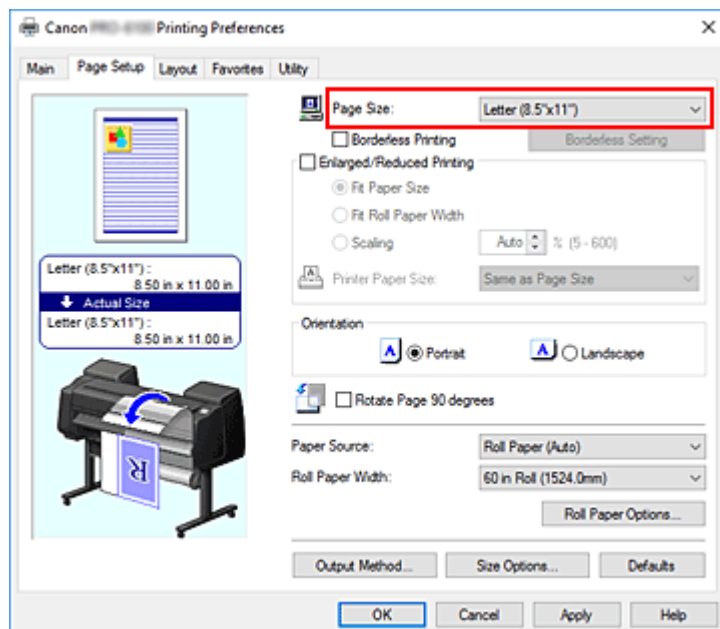 Canon Printing Preferences
Main Page Setup Layout Favorites Utility
Page Size: Letter (8.5"x11")
Borderless Printing Borderless Setting
Enlarged/Reduced Printing
Fit Paper Size
Fit Roll Paper Width
Scaling Auto % (5 - 600)
Printer Paper Size: Same as Page Size
Letter (8.5"x11") :
8.50 in x 11.00 in
Actual Size
Letter (8.5"x11") :
8.50 in x 11.00 in
Orientation
A Portrait A Landscape
Rotate Page 90 degrees
Paper Source: Roll Paper (Auto)
Roll Paper Width: 60 in Roll (1524.0mm)
Roll Paper Options...
Output Method... Size Options... Defaults
OK Cancel Apply Help